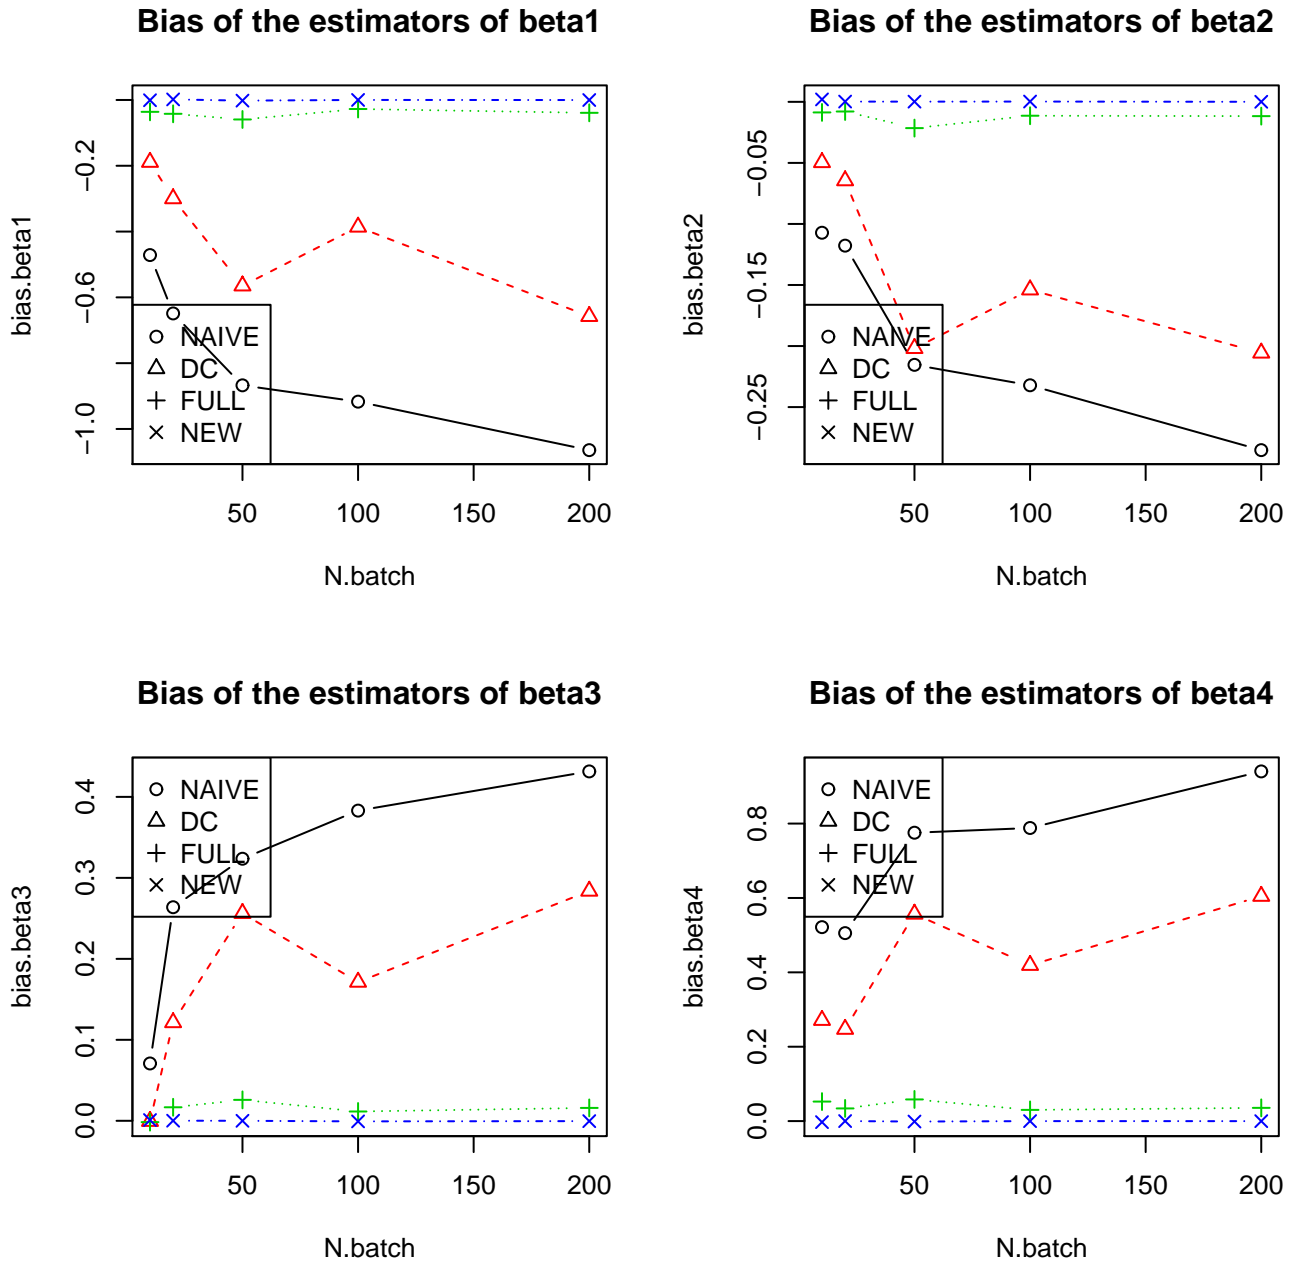 Bias of the estimators of beta1
bias.beta1
−0.2
−0.6
−1.0
NAIVE
DC
FULL
NEW
50
100
150
200
N.batch
Bias of the estimators of beta2
bias.beta2
−0.05
−0.15
−0.25
NAIVE
DC
FULL
NEW
50
100
150
200
N.batch
Bias of the estimators of beta3
bias.beta3
0.4
0.3
0.2
0.1
0.0
NAIVE
DC
FULL
NEW
50
100
150
200
N.batch
Bias of the estimators of beta4
bias.beta4
0.8
0.6
0.4
0.2
0.0
NAIVE
DC
FULL
NEW
50
100
150
200
N.batch